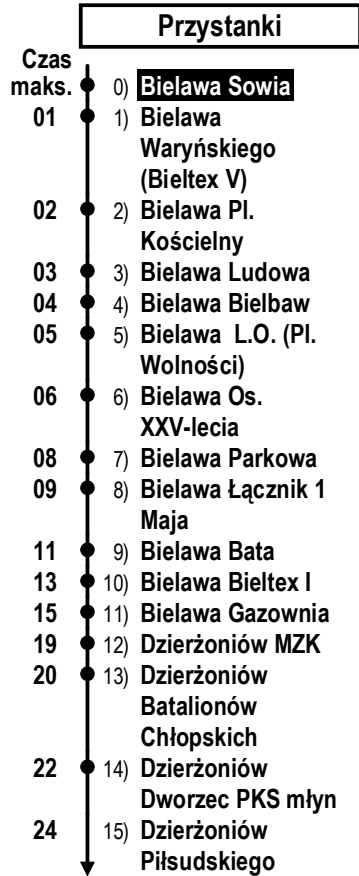 Przystanki
Czas
maks. 0) Bielawa Sowia
01 1) Bielawa
Waryńskiego
(Bieltex V)
02 2) Bielawa Pl.
Kościelny
03 3) Bielawa Ludowa
04 4) Bielawa Bielbaw
05 5) Bielawa L.O. (Pl.
Wolności)
06 6) Bielawa Os.
XXV-lecia
08 7) Bielawa Parkowa
09 8) Bielawa Łącznik 1
Maja
11 9) Bielawa Bata
13 10) Bielawa Bieltex I
15 11) Bielawa Gazownia
19 12) Dzierżoniów MZK
20 13) Dzierżoniów
Batalionów
Chłopskich
22 14) Dzierżoniów
Dworzec PKS młyn
24 15) Dzierżoniów
Piłsudskiego